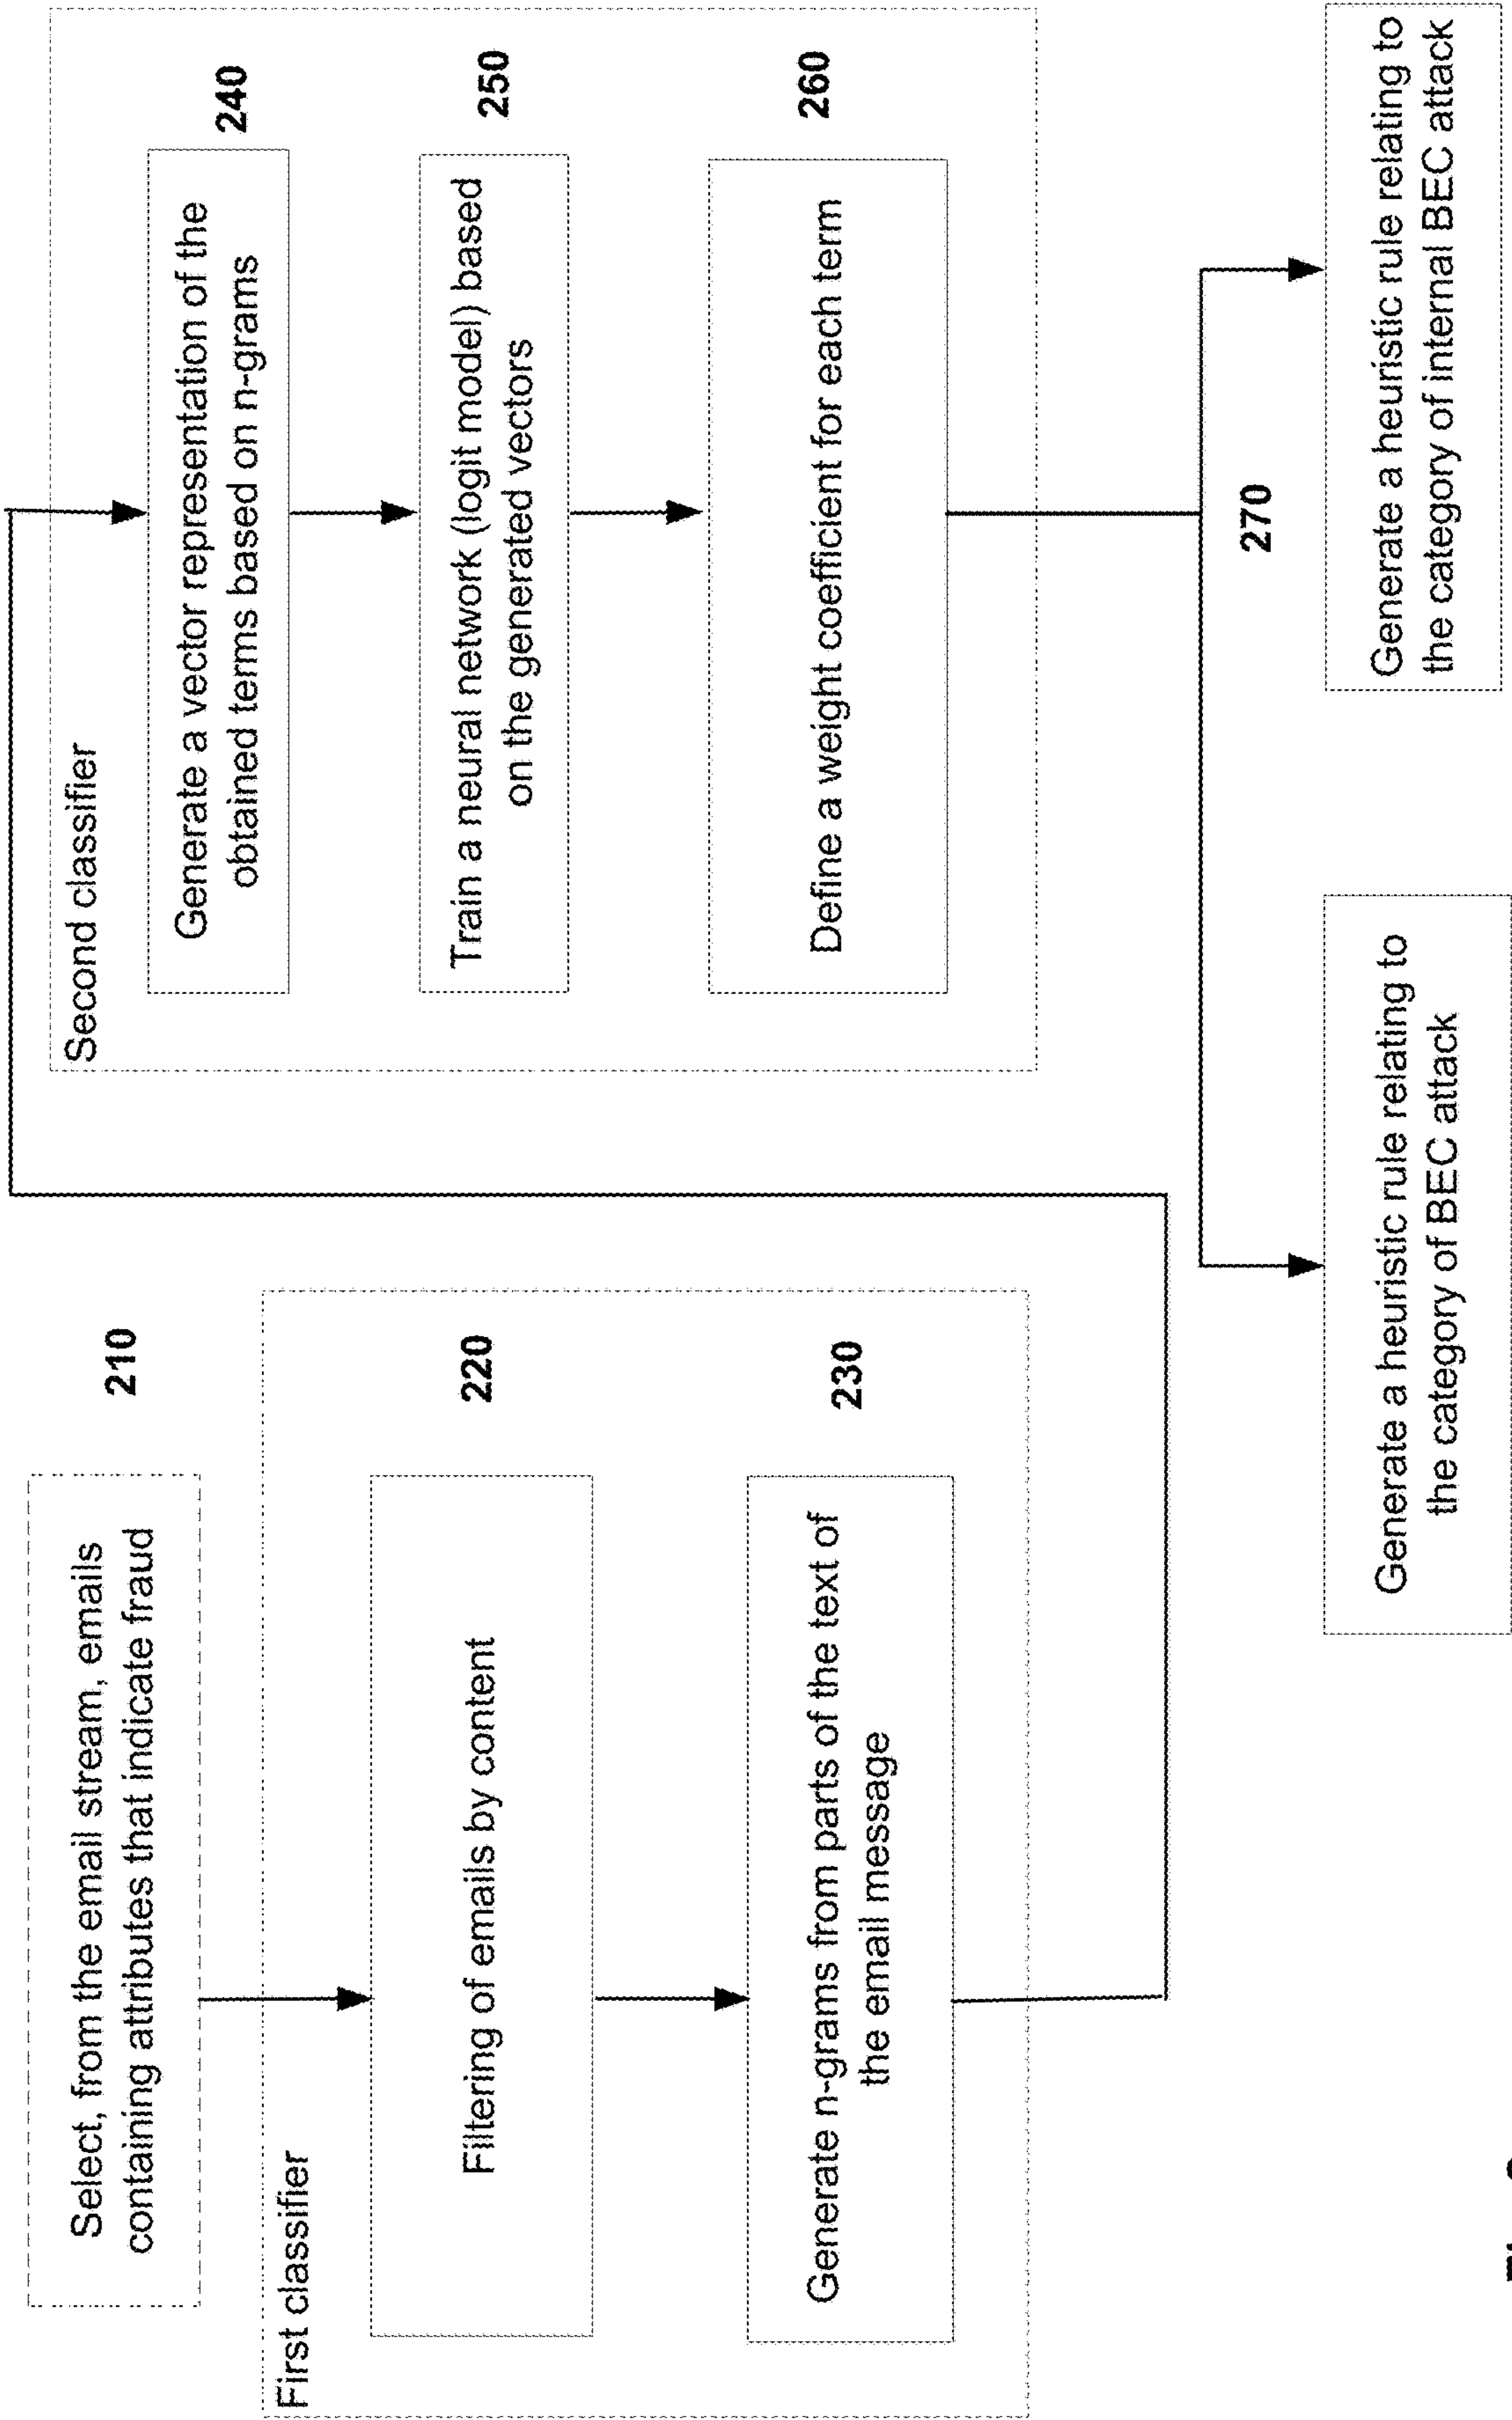 Select, from the email stream, emails
containing attributes that indicate fraud
210
First classifier
Filtering of emails by content
220
Generate n-grams from parts of the text of
the email message
230
Second classifier
Generate a vector representation of the
obtained terms based on n-grams
240
Train a neural network (logit model) based
on the generated vectors
250
Define a weight coefficient for each term
260
270
Generate a heuristic rule relating to
the category of BEC attack
Generate a heuristic rule relating to
the category of internal BEC attack